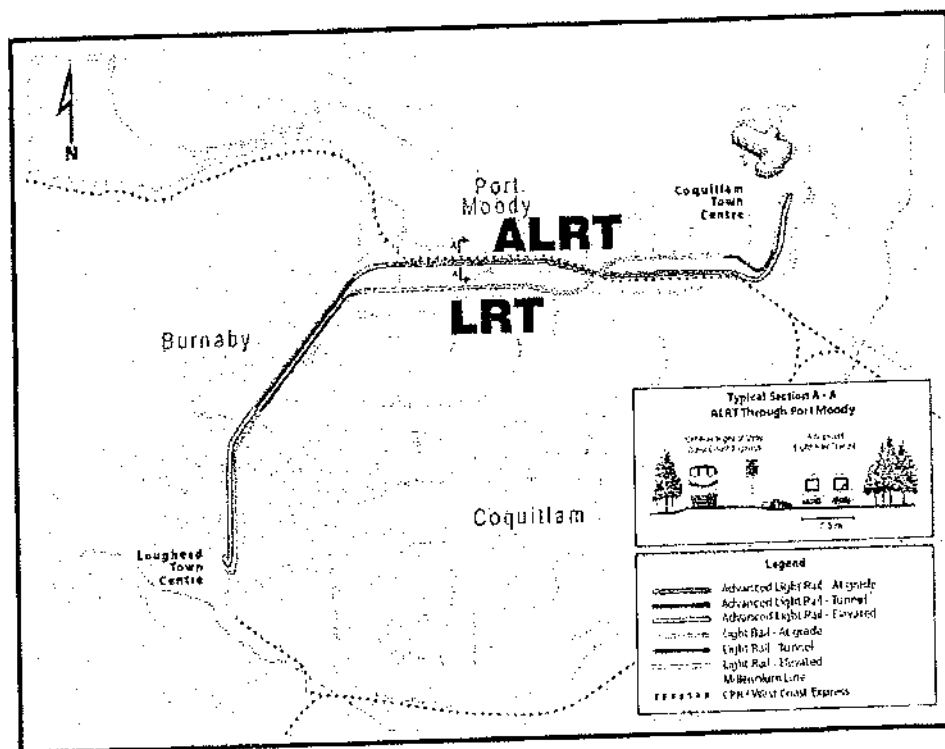 N
Port
Moody
ALRT
Coquitlam
Town
Centre
LRT
Burnaby
Typical Section A - A
ALRT Through Port Moody
7.5m
Coquitlam
Lougheed
Town
Centre
Legend
Advanced Light Rail - At grade
Advanced Light Rail - Tunnel
Advanced Light Rail - Elevated
Light Rail - At grade
Light Rail - Tunnel
Light Rail - Elevated
Millennium Line
CPR / West Coast Express